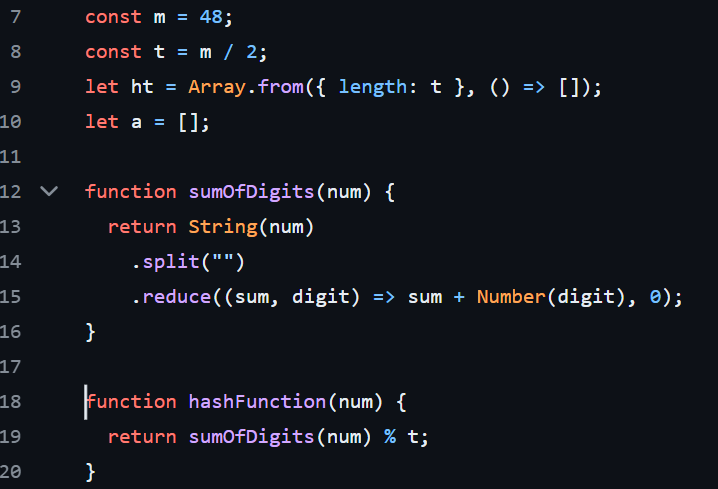 7 const m = 48;
8 const t = m / 2;
9 let ht = Array.from({ length: t }, () => []);
10 let a = [];
11
12 function sumOfDigits(num) {
13 return String(num)
14 .split("")
15 .reduce((sum, digit) => sum + Number(digit), 0);
16 }
17
18 function hashFunction(num) {
19 return sumOfDigits(num) % t;
20 }